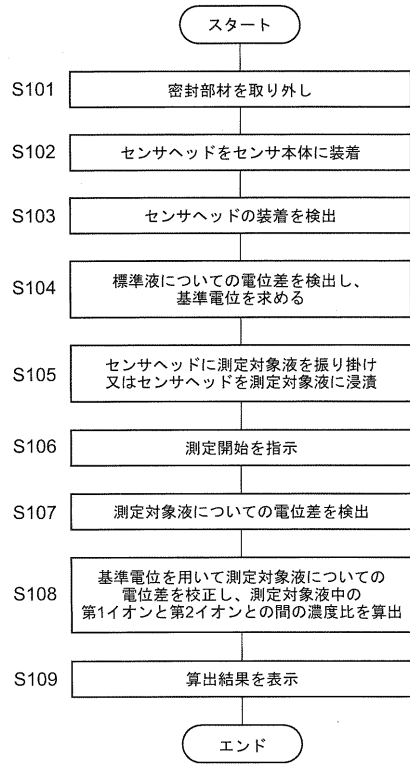 スタート
S101
密封部材を取り外し
S102
センサヘッドをセンサ本体に装着
S103
センサヘッドの装着を検出
S104
標準液についての電位差を検出し、
基準電位を求める
S105
センサヘッドに測定対象液を振り掛け
又はセンサヘッドを測定対象液に浸漬
S106
測定開始を指示
S107
測定対象液についての電位差を検出
S108
基準電位を用いて測定対象液についての
電位差を校正し、測定対象液中の
第1イオンと第2イオンとの間の濃度比を算出
S109
算出結果を表示
エンド